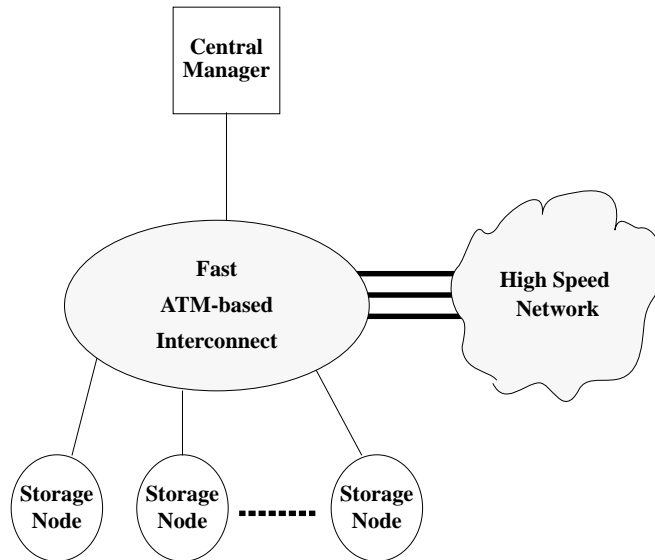 Central
Manager
Fast
ATM-based
Interconnect
High Speed
Network
Storage
Node
Storage
Node
Storage
Node